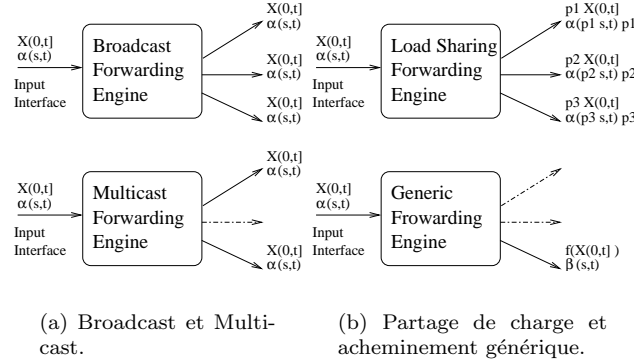 X(0,t]
α(s,t)
Input
Interface
Broadcast
Forwarding
Engine
X(0,t]
α(s,t)
X(0,t]
α(s,t)
X(0,t]
α(s,t)
X(0,t]
α(s,t)
Input
Interface
Load Sharing
Forwarding
Engine
p1 X(0,t]
α(p1 s,t) p1
p2 X(0,t]
α(p2 s,t) p2
p3 X(0,t]
α(p3 s,t) p3
X(0,t]
α(s,t)
Input
Interface
Multicast
Forwarding
Engine
X(0,t]
α(s,t)
X(0,t]
α(s,t)
X(0,t]
α(s,t)
Input
Interface
Generic
Frowarding
Engine
f(X(0,t] )
β(s,t)
(a) Broadcast et Multi-
cast.
(b) Partage de charge et
acheminement générique.